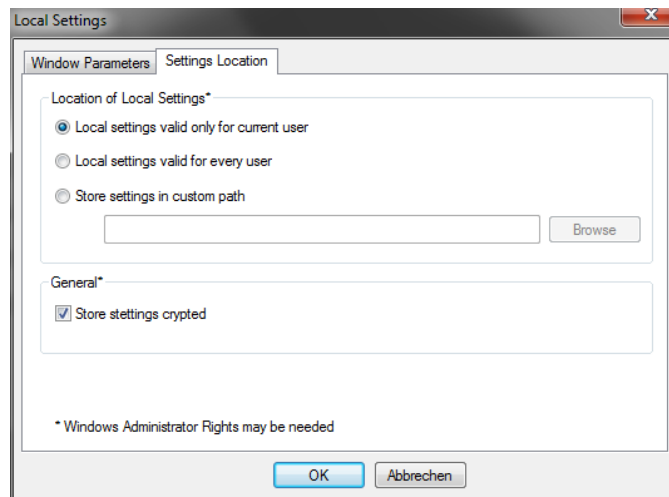 Local Settings
Window Parameters
Settings Location
Location of Local Settings*
Local settings valid only for current user
Local settings valid for every user
Store settings in custom path
Browse
General*
Store stettings crypted
* Windows Administrator Rights may be needed
OK
Abbrechen